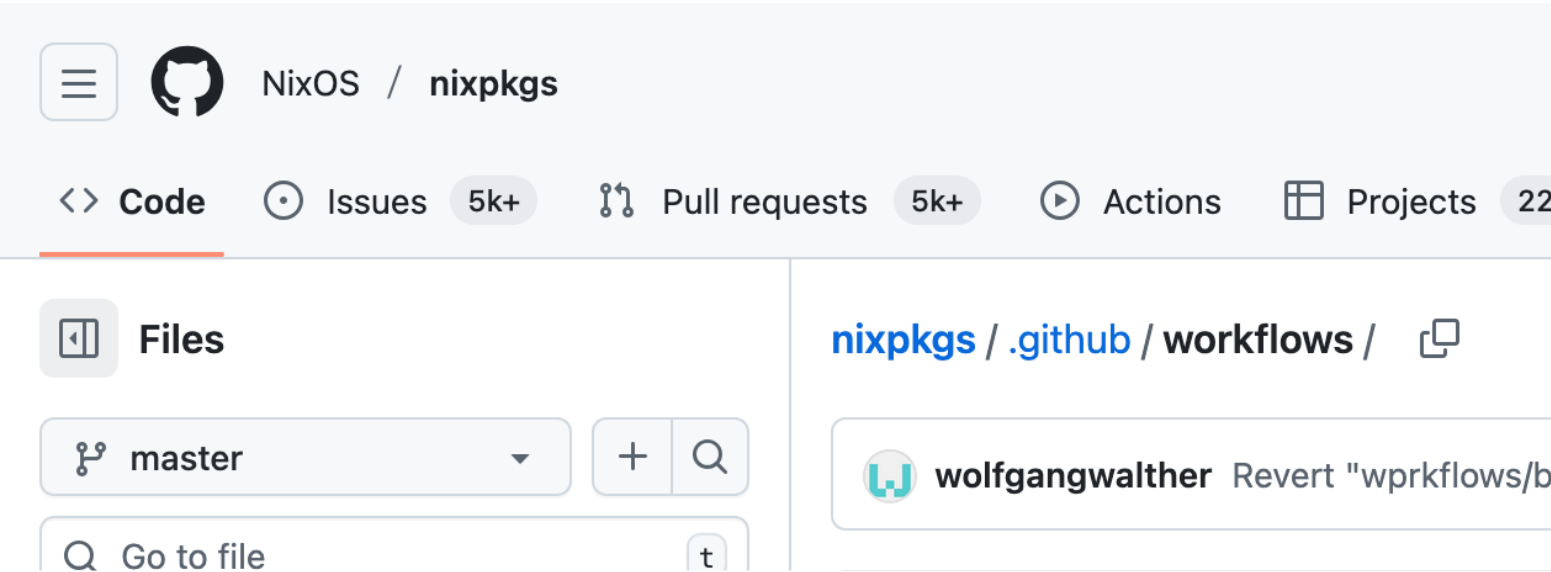 NixOS / nixpkgs
Code Issues 5k+ Pull requests 5k+ Actions Projects 22
Files
nixpkgs / .github / workflows /
master
wolfgangwalther Revert "wprkflows/b
Go to file t